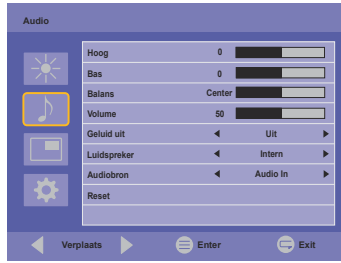 Audio
Hoog 0
Bas 0
Balans Center
Volume 50
Geluid uit Uit
Luidspreker Intern
Audiobron Audio In
Reset
Verplaats Enter Exit